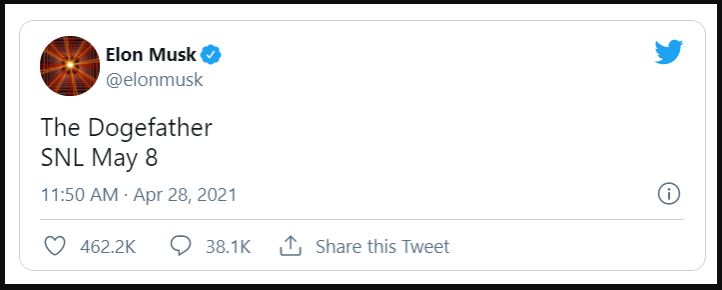 Elon Musk
@elonmusk
The Dogefather
SNL May 8
11:50 AM · Apr 28, 2021
462.2K 38.1K Share this Tweet